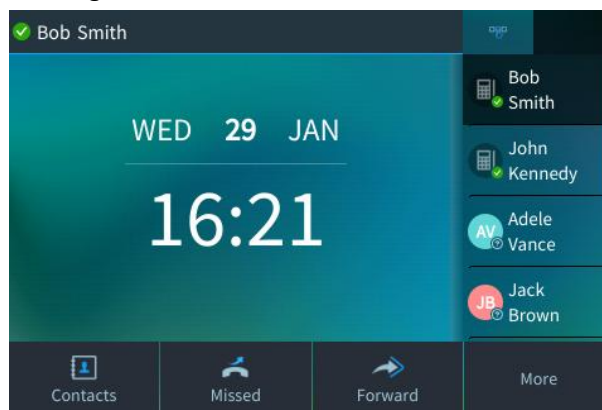 Bob Smith
WED 29 JAN
16:21
Bob
Smith
John
Kennedy
AV
Adele
Vance
JB
Jack
Brown
Contacts
Missed
Forward
More